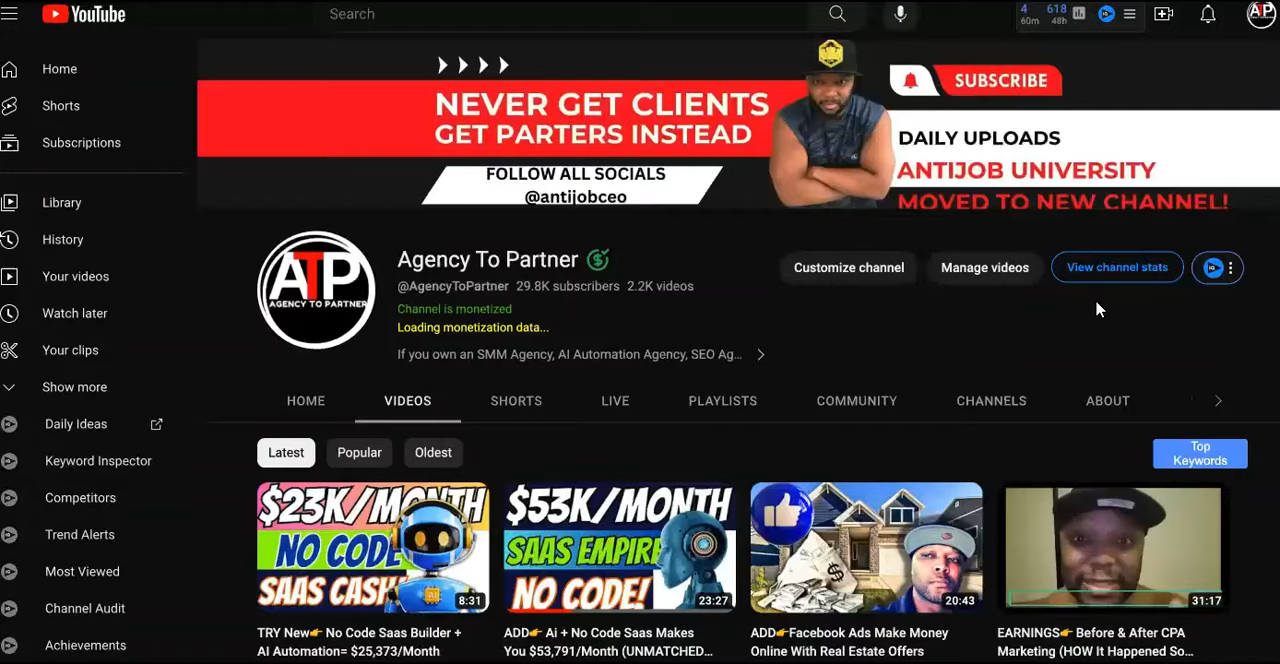 YouTube
Search
4 618
60m 48h
ATP
Home
Shorts
Subscriptions
Library
History
Your videos
Watch later
Your clips
Show more
Daily Ideas
Keyword Inspector
Competitors
Trend Alerts
Most Viewed
Channel Audit
Achievements
NEVER GET CLIENTS
GET PARTERS INSTEAD
FOLLOW ALL SOCIALS
@antijobceo
SUBSCRIBE
DAILY UPLOADS
ANTIJOB UNIVERSITY
MOVED TO NEW CHANNEL!
ATP
AGENCY TO PARTNER
Agency To Partner
@AgencyToPartner 29.8K subscribers 2.2K videos
Channel is monetized
Loading monetization data...
If you own an SMM Agency, AI Automation Agency, SEO Ag...
Customize channel
Manage videos
View channel stats
IQ
HOME VIDEOS SHORTS LIVE PLAYLISTS COMMUNITY CHANNELS ABOUT
Latest Popular Oldest
Top
Keywords
$23K/MONTH
NO CODE
SAAS CASH!
AI
8:31
$53K/MONTH
SAAS EMPIRE
NO CODE!
23:27
20:43
31:17
TRY New👉 No Code Saas Builder +
AI Automation= $25,373/Month
ADD👉 Ai + No Code Saas Makes
You $53,791/Month (UNMATCHED...
ADD👉Facebook Ads Make Money
Online With Real Estate Offers
EARNINGS👉 Before & After CPA
Marketing (HOW It Happened So...